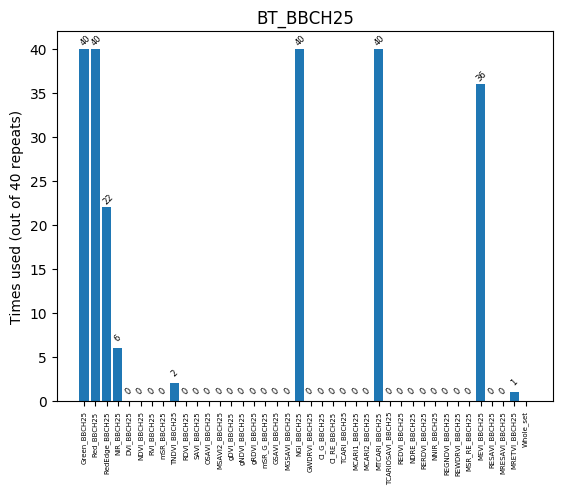 BT_BBCH25
Times used (out of 40 repeats)
40
35
30
25
20
15
10
5
0
40
40
22
6
0
0
0
0
2
0
0
0
0
0
0
0
0
0
0
40
0
0
0
0
0
0
40
0
0
0
0
0
0
0
0
36
0
0
1
Green_BBCH25
Red_BBCH25
RedEdge_BBCH25
NIR_BBCH25
DVI_BBCH25
NDVI_BBCH25
RVI_BBCH25
mSR_BBCH25
TNDVI_BBCH25
RDVI_BBCH25
SAVI_BBCH25
OSAVI_BBCH25
MSAVI2_BBCH25
gDVI_BBCH25
gNDVI_BBCH25
gRDVI_BBCH25
mSR_G_BBCH25
GSAVI_BBCH25
MGSAVI_BBCH25
NGI_BBCH25
GWDRVI_BBCH25
CI_G_BBCH25
CI_RE_BBCH25
TCARI_BBCH25
MCARI1_BBCH25
MCARI2_BBCH25
MTCARI_BBCH25
TCARIOSAVI_BBCH25
REDVI_BBCH25
NDRE_BBCH25
RERDVI_BBCH25
NNIR_BBCH25
REGNDVI_BBCH25
REWDRVI_BBCH25
MSR_RE_BBCH25
MEVI_BBCH25
RESAVI_BBCH25
MRESAVI_BBCH25
MRETVI_BBCH25
Whole_set